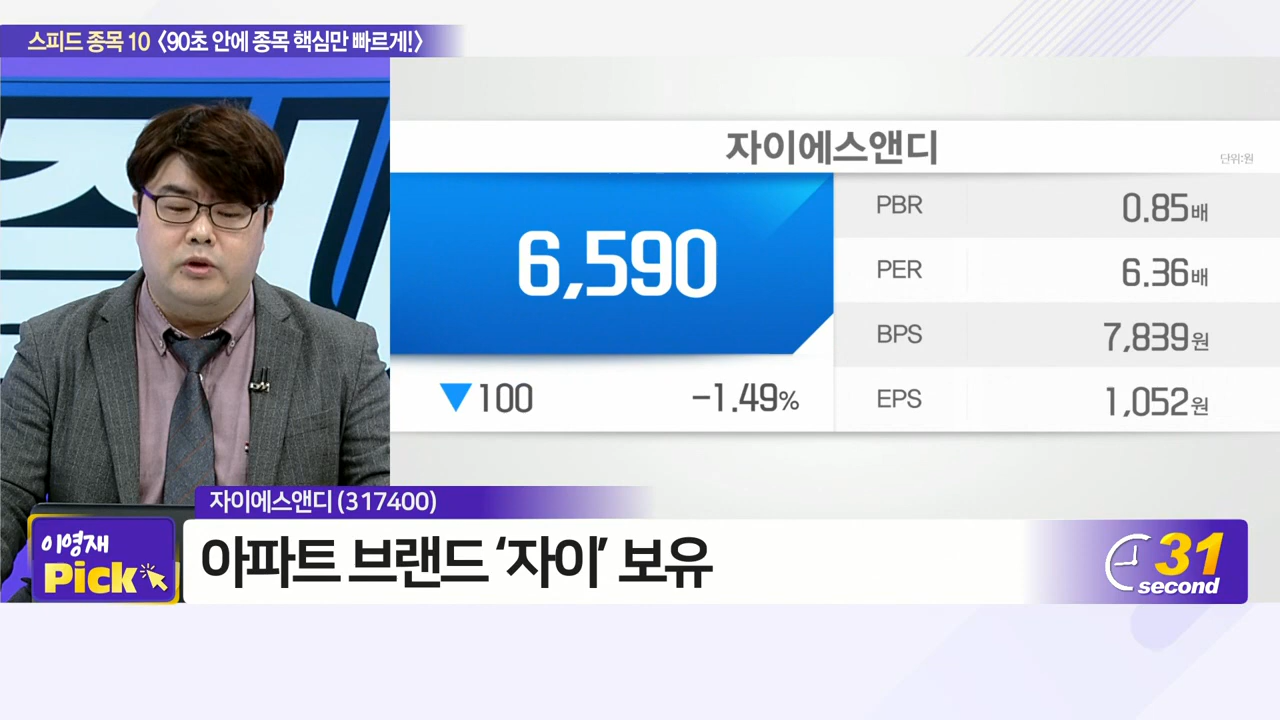 스피드 종목 10 〈90초 안에 종목 핵심만 빠르게!〉
자이에스앤디
단위:원
6,590
▼100 -1.49%
PBR 0.85배
PER 6.36배
BPS 7,839원
EPS 1,052원
자이에스앤디 (317400)
이영재
Pick
아파트 브랜드 ‘자이’ 보유
31
second